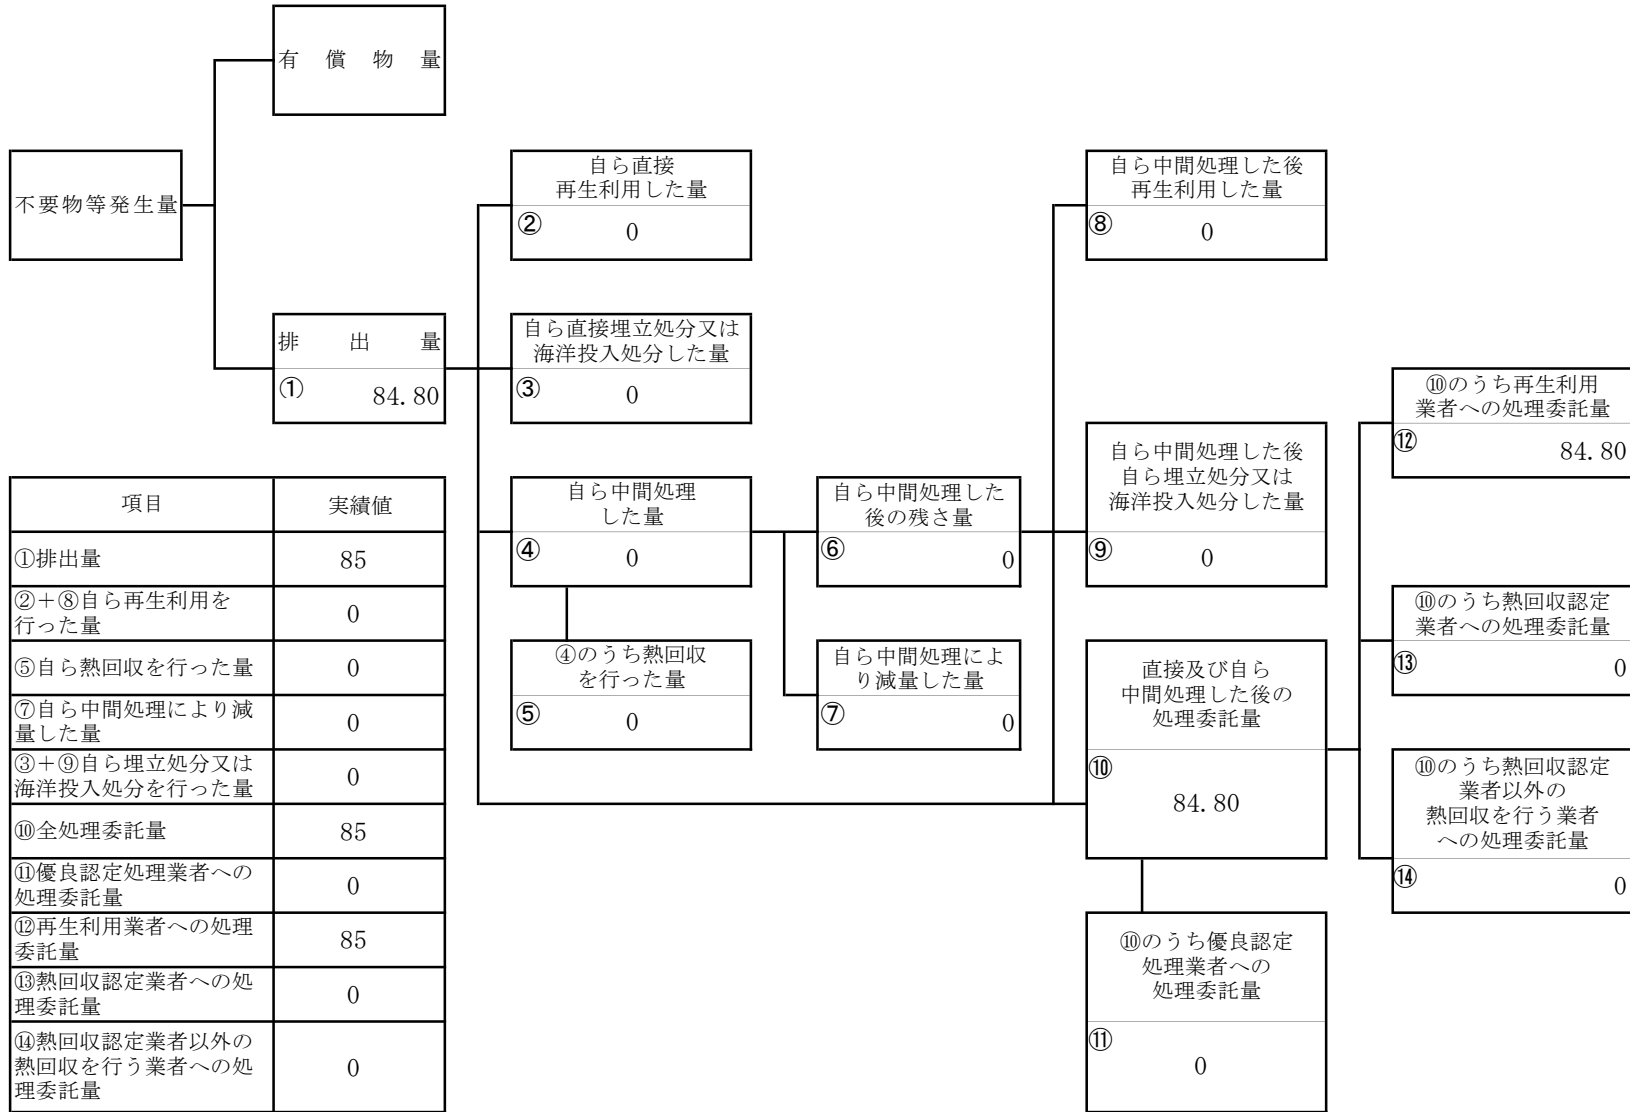 有償物量
不要物等発生量
排出量
① 84.80
自ら直接
再生利用した量
② 0
自ら直接埋立処分又は
海洋投入処分した量
③ 0
自ら中間処理
した量
④ 0
④のうち熱回収
を行った量
⑤ 0
自ら中間処理した
後の残さ量
⑥ 0
自ら中間処理によ
り減量した量
⑦ 0
自ら中間処理した後
再生利用した量
⑧ 0
自ら中間処理した後
自ら埋立処分又は
海洋投入処分した量
⑨ 0
直接及び自ら
中間処理した後の
処理委託量
⑩
84.80
⑩のうち優良認定
処理業者への
処理委託量
⑪
0
⑩のうち再生利用
業者への処理委託量
⑫ 84.80
⑩のうち熱回収認定
業者への処理委託量
⑬ 0
⑩のうち熱回収認定
業者以外の
熱回収を行う業者
への処理委託量
⑭ 0
項目 実績値
①排出量 85
②+⑧自ら再生利用を
行った量 0
⑤自ら熱回収を行った量 0
⑦自ら中間処理により減
量した量 0
③+⑨自ら埋立処分又は
海洋投入処分を行った量 0
⑩全処理委託量 85
⑪優良認定処理業者への
処理委託量 0
⑫再生利用業者への処理
委託量 85
⑬熱回収認定業者への処
理委託量 0
⑭熱回収認定業者以外の
熱回収を行う業者への処
理委託量 0